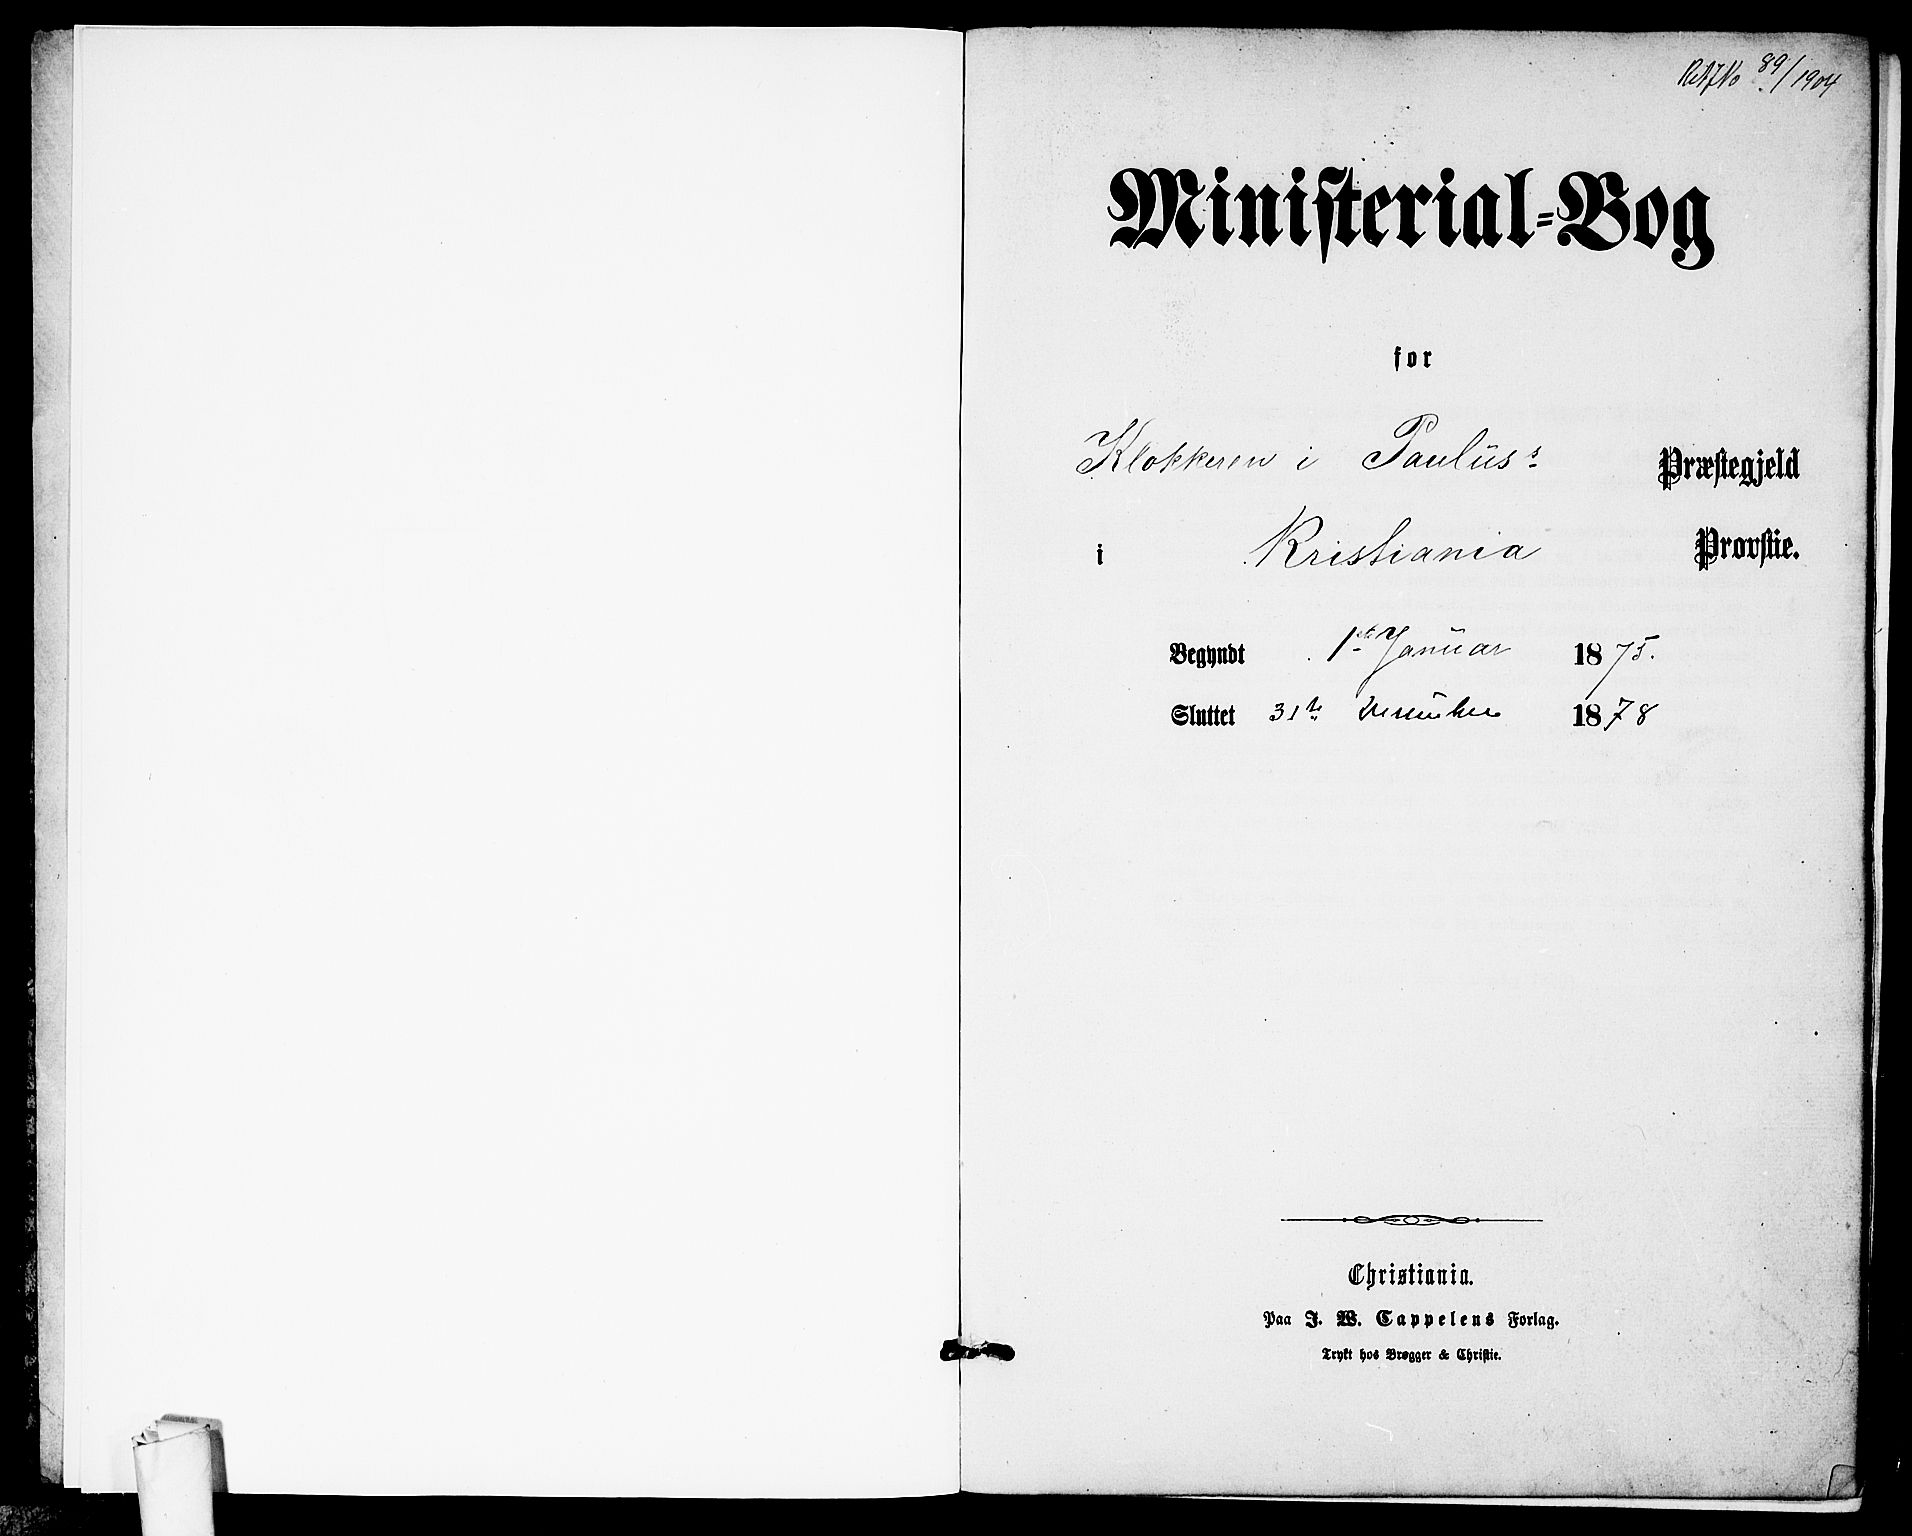 89/1904
Ministerial-Bog
for
Klokkeren i Paulus's Præstegjeld
i Kristiania Provstie.
Begyndt 1ste Januar 1875.
Sluttet 31te December 1878
Christiania.
Paa J. W. Cappelens Forlag.
Trykt hos Brøgger & Christie.